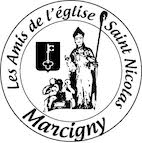 Les Amis de l'église
Saint Nicolas
Marcigny